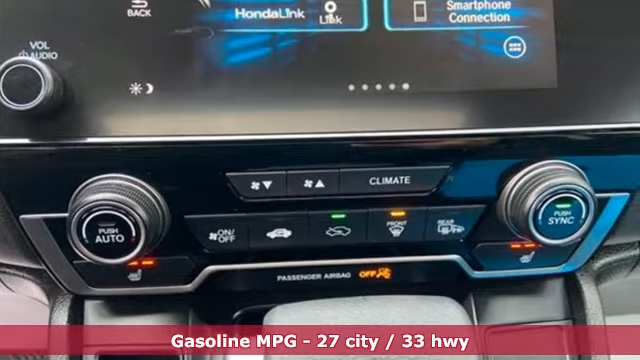 BACK
HondaLink
Link
Smartphone
Connection
VOL
AUDIO
CLIMATE
PUSH
AUTO
ON/
OFF
FRONT
REAR
PUSH
SYNC
PASSENGER AIRBAG OFF
Gasoline MPG - 27 city / 33 hwy